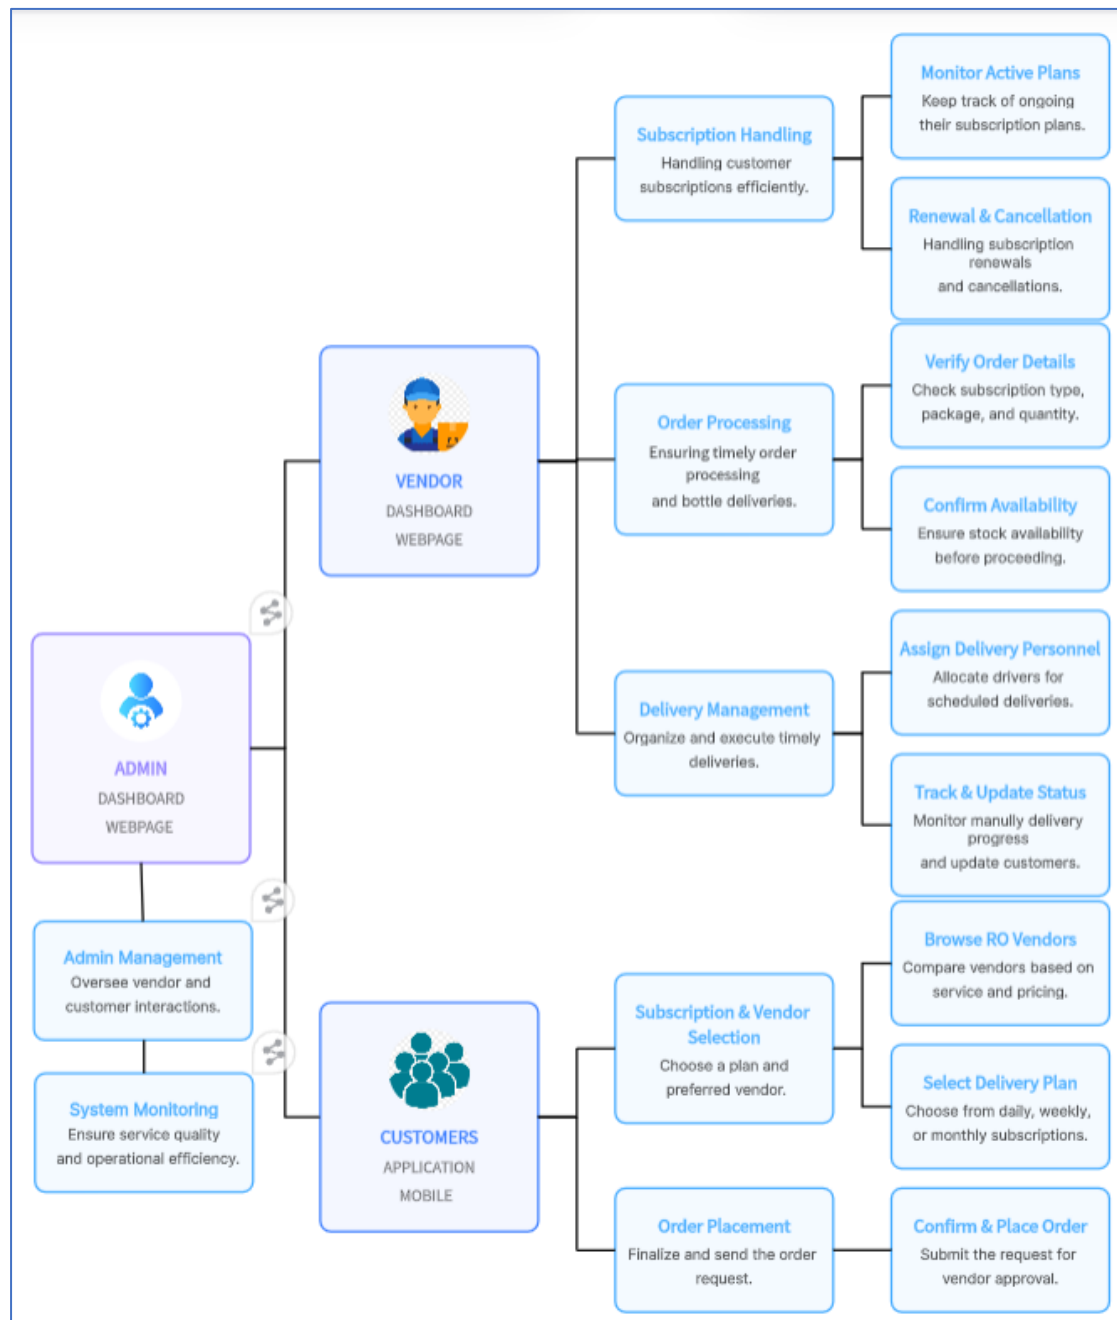 ADMIN
DASHBOARD
WEBPAGE
Admin Management
Oversee vendor and
customer interactions.
System Monitoring
Ensure service quality
and operational efficiency.
VENDOR
DASHBOARD
WEBPAGE
Subscription Handling
Handling customer
subscriptions efficiently.
Monitor Active Plans
Keep track of ongoing
their subscription plans.
Renewal & Cancellation
Handling subscription
renewals
and cancellations.
Order Processing
Ensuring timely order
processing
and bottle deliveries.
Verify Order Details
Check subscription type,
package, and quantity.
Confirm Availability
Ensure stock availability
before proceeding.
Delivery Management
Organize and execute timely
deliveries.
Assign Delivery Personnel
Allocate drivers for
scheduled deliveries.
Track & Update Status
Monitor manully delivery
progress
and update customers.
CUSTOMERS
APPLICATION
MOBILE
Subscription & Vendor
Selection
Choose a plan and
preferred vendor.
Browse RO Vendors
Compare vendors based on
service and pricing.
Select Delivery Plan
Choose from daily, weekly,
or monthly subscriptions.
Order Placement
Finalize and send the order
request.
Confirm & Place Order
Submit the request for
vendor approval.